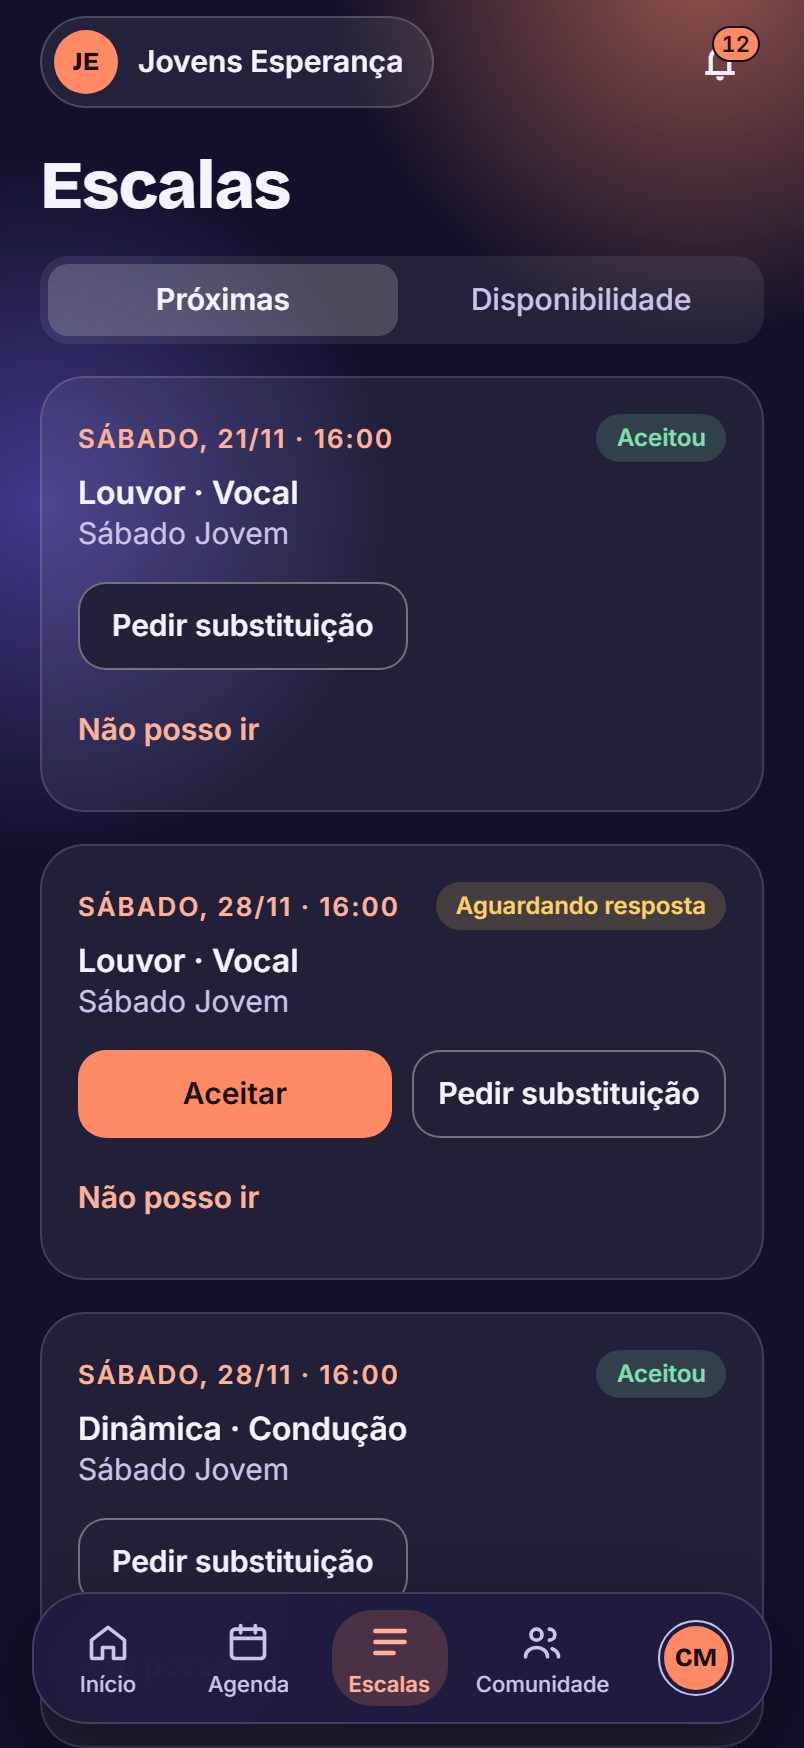 JE Jovens Esperança 12
Escalas
Próximas Disponibilidade
SÁBADO, 21/11 · 16:00 Aceitou
Louvor · Vocal
Sábado Jovem
Pedir substituição
Não posso ir
SÁBADO, 28/11 · 16:00 Aguardando resposta
Louvor · Vocal
Sábado Jovem
Aceitar Pedir substituição
Não posso ir
SÁBADO, 28/11 · 16:00 Aceitou
Dinâmica · Condução
Sábado Jovem
Pedir substituição
Início Agenda Escalas Comunidade CM